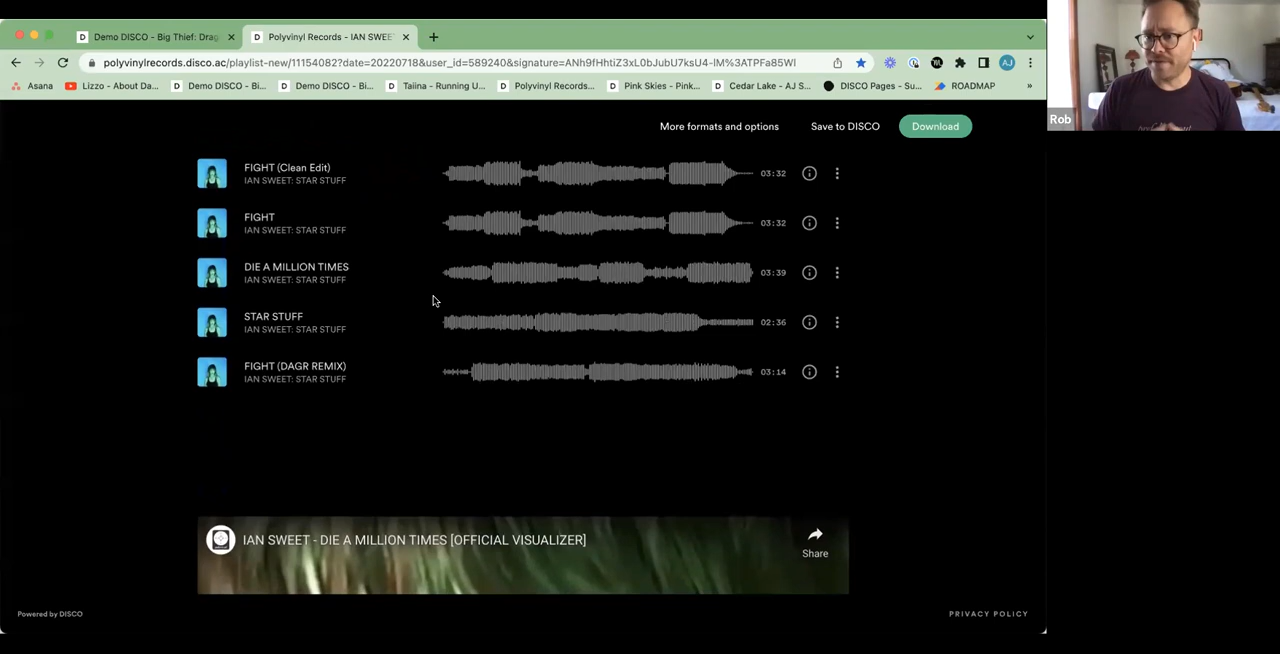 Demo DISCO - Big Thief: Drag
Polyvinyl Records - IAN SWEE
polyvinylrecords.disco.ac/playlist-new/11154082?date=20220718&user_id=589240&signature=ANh9fHhtiZ3xL0bJubU7ksU4-lM%3ATPFa85Wl
AJ
Asana
Lizzo - About Da...
Demo DISCO - Bi...
Demo DISCO - Bi...
Taiina - Running U...
Polyvinyl Records...
Pink Skies - Pink...
Cedar Lake - AJ S...
DISCO Pages - Su...
ROADMAP
»
Rob
More formats and options
Save to DISCO
Download
FIGHT (Clean Edit)
IAN SWEET: STAR STUFF
03:32
FIGHT
IAN SWEET: STAR STUFF
03:32
DIE A MILLION TIMES
IAN SWEET: STAR STUFF
03:39
STAR STUFF
IAN SWEET: STAR STUFF
02:36
FIGHT (DAGR REMIX)
IAN SWEET: STAR STUFF
03:14
IAN SWEET - DIE A MILLION TIMES [OFFICIAL VISUALIZER]
Share
Powered by DISCO
PRIVACY POLICY